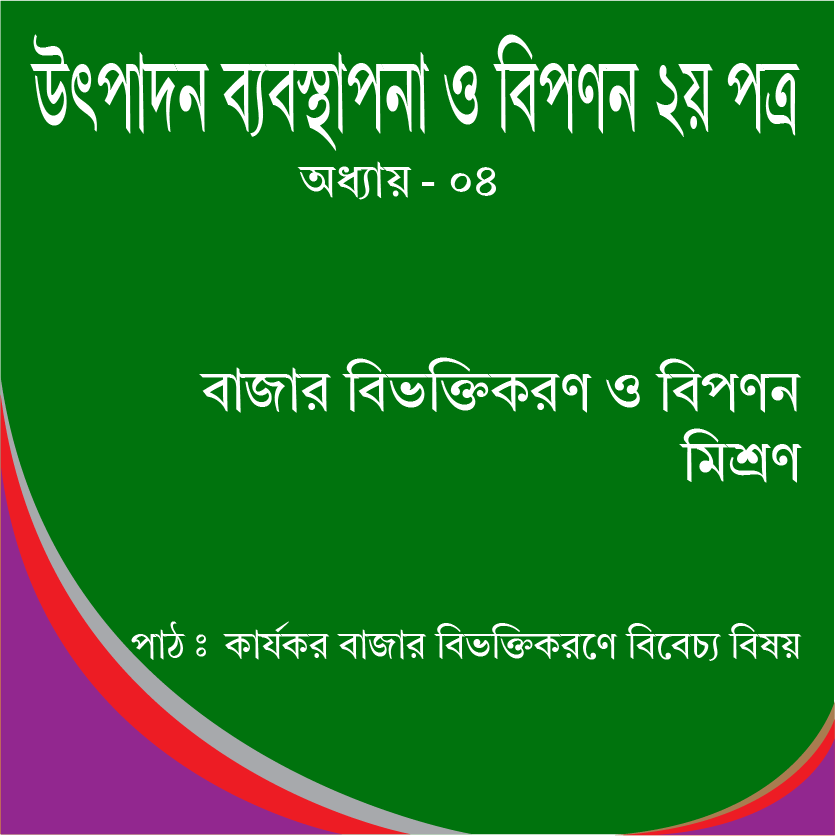 উৎপাদন ব্যবস্থাপনা ও বিপণন ২য় পত্র
অধ্যায় - ০৪
বাজার বিভক্তিকরণ ও বিপণন
মিশ্রণ
পাঠ ঃ কার্যকর বাজার বিভক্তিকরণে বিবেচ্য বিষয়